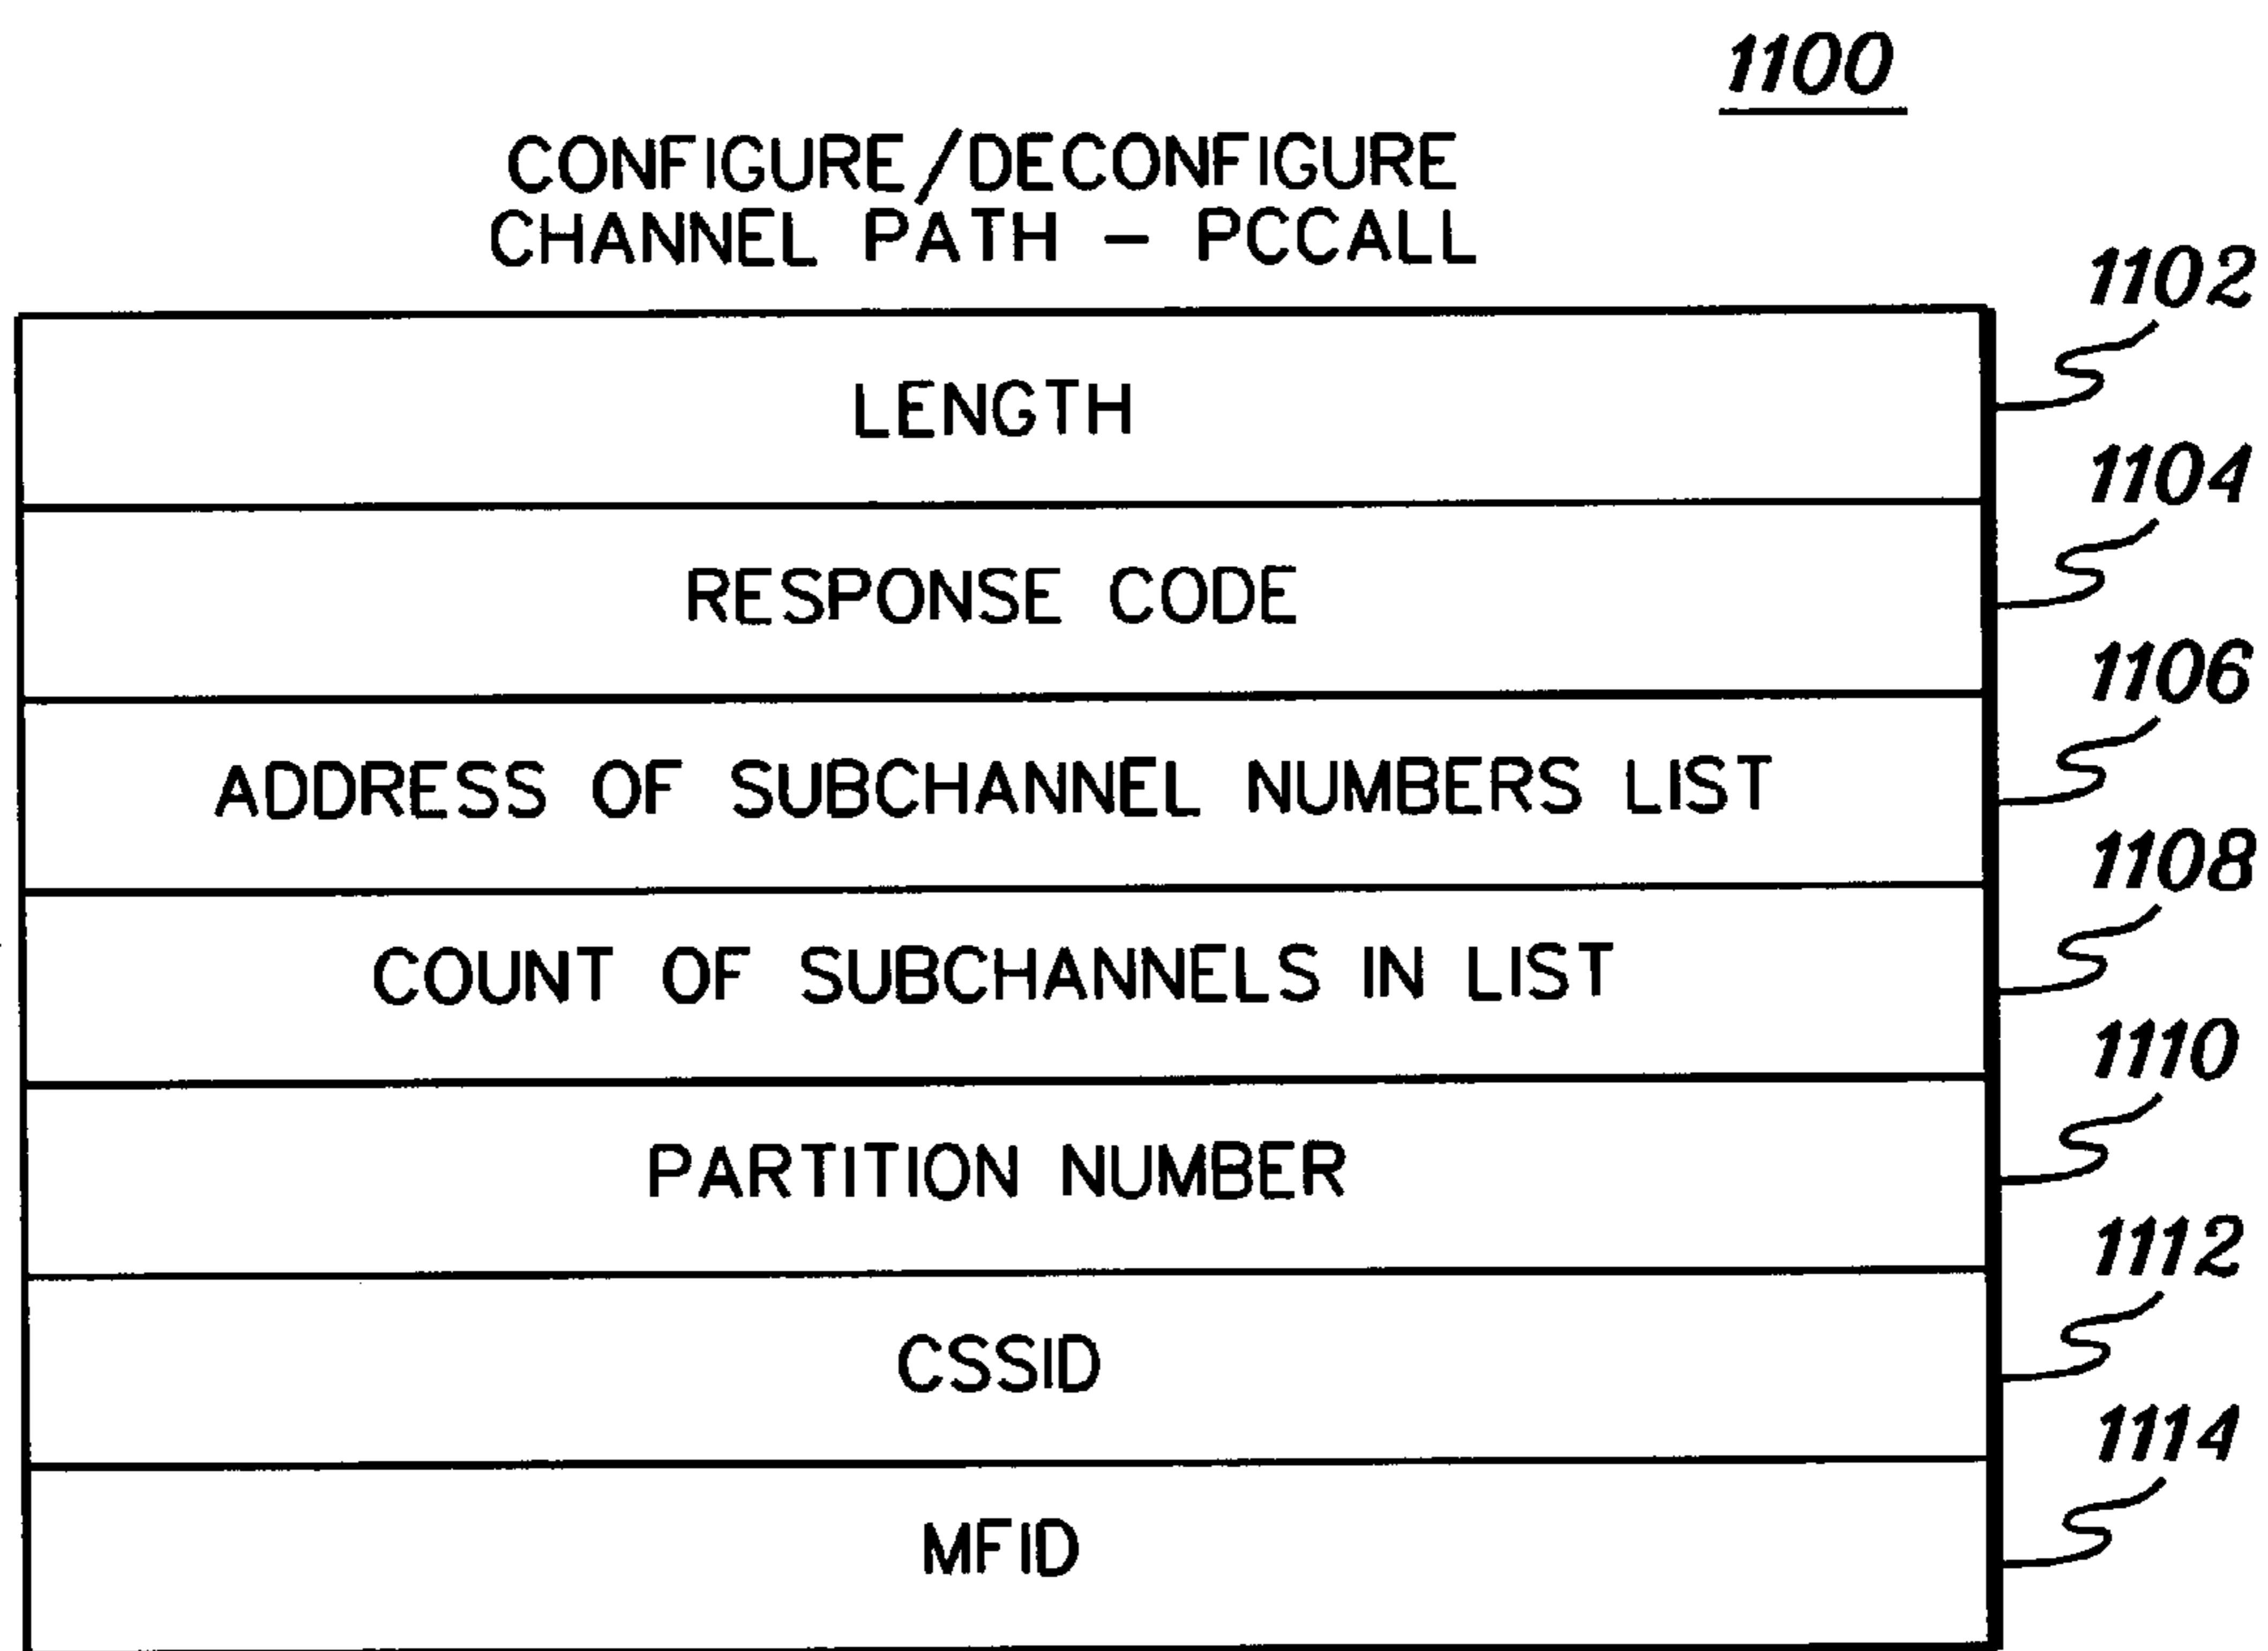 1100
CONFIGURE/DECONFIGURE
CHANNEL PATH – PCCALL
1102
LENGTH
1104
RESPONSE CODE
1106
ADDRESS OF SUBCHANNEL NUMBERS LIST
1108
COUNT OF SUBCHANNELS IN LIST
1110
PARTITION NUMBER
1112
CSSID
1114
MFID